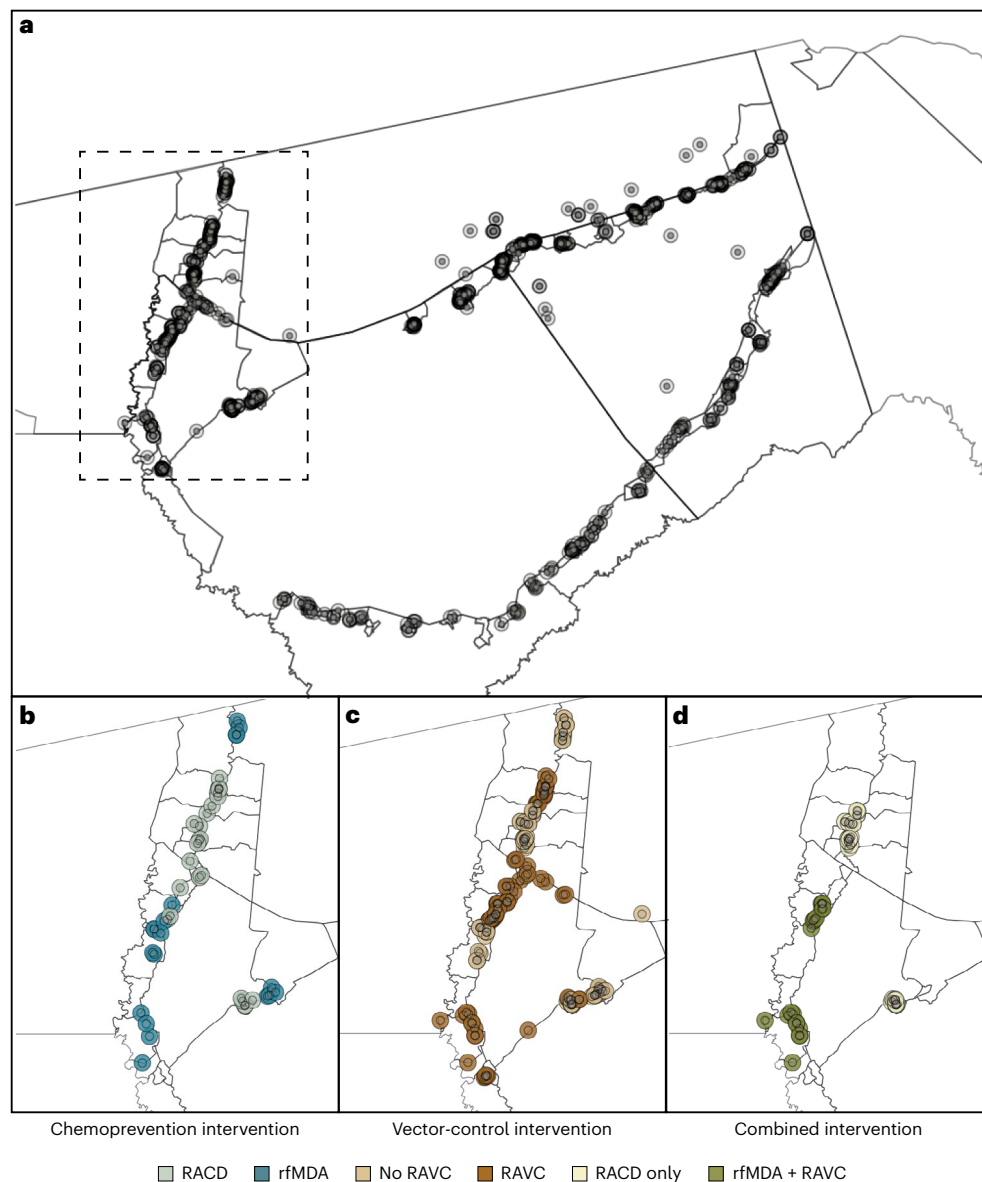 a
b
c
d
Chemoprevention intervention
Vector-control intervention
Combined intervention
RACD
rfMDA
No RAVC
RAVC
RACD only
rfMDA + RAVC